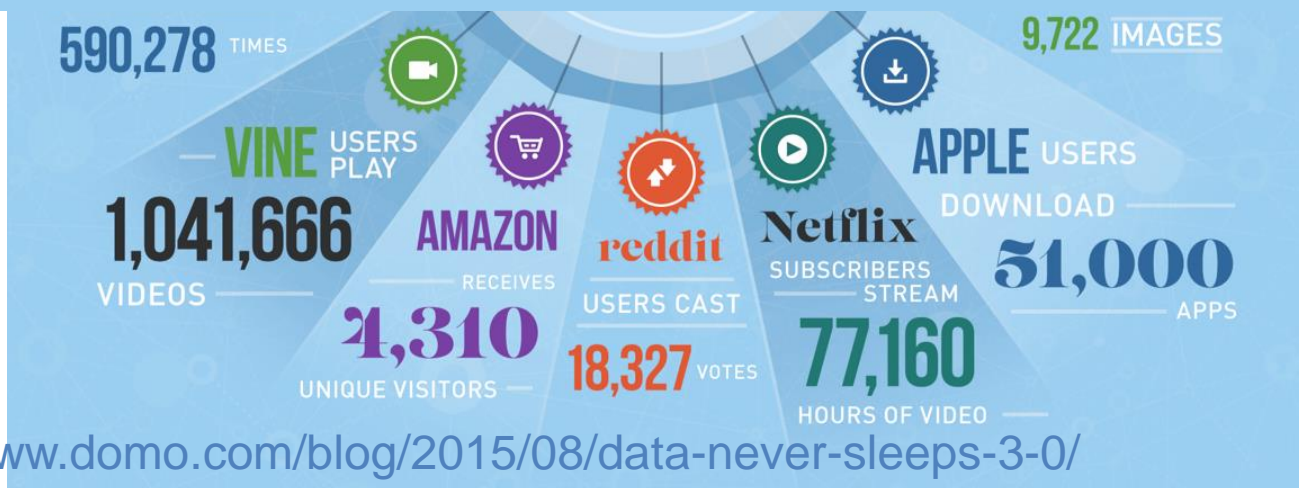 590,278 TIMES
9,722 IMAGES
VINE USERS
PLAY
1,041,666
VIDEOS
AMAZON
RECEIVES
4,310
UNIQUE VISITORS
reddit
USERS CAST
18,327 VOTES
Netflix
SUBSCRIBERS
STREAM
77,160
HOURS OF VIDEO
APPLE USERS
DOWNLOAD
51,000
APPS
ww.domo.com/blog/2015/08/data-never-sleeps-3-0/